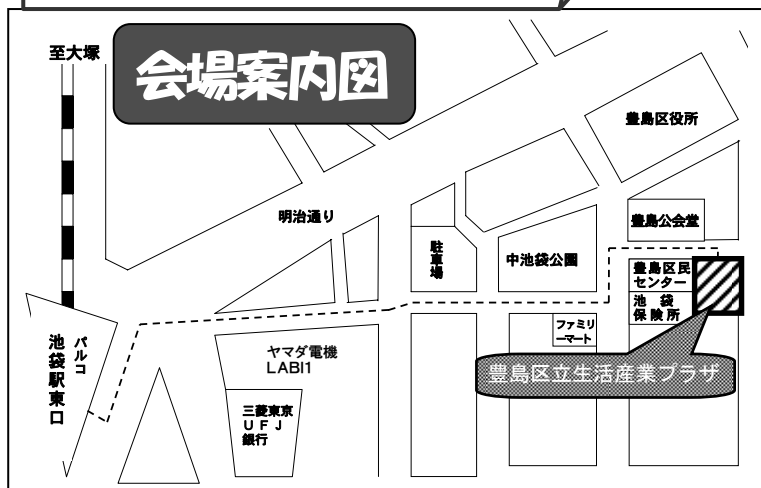 至大塚
会場案内図
豊島区役所
明治通り
豊島公会堂
駐車場
中池袋公園
豊島区民
センター
池袋
保険所
パルコ
池袋駅東口
ファミリ
ーマート
ヤマダ電機
LABI1
豊島区立生活産業プラザ
三菱東京
UFJ
銀行